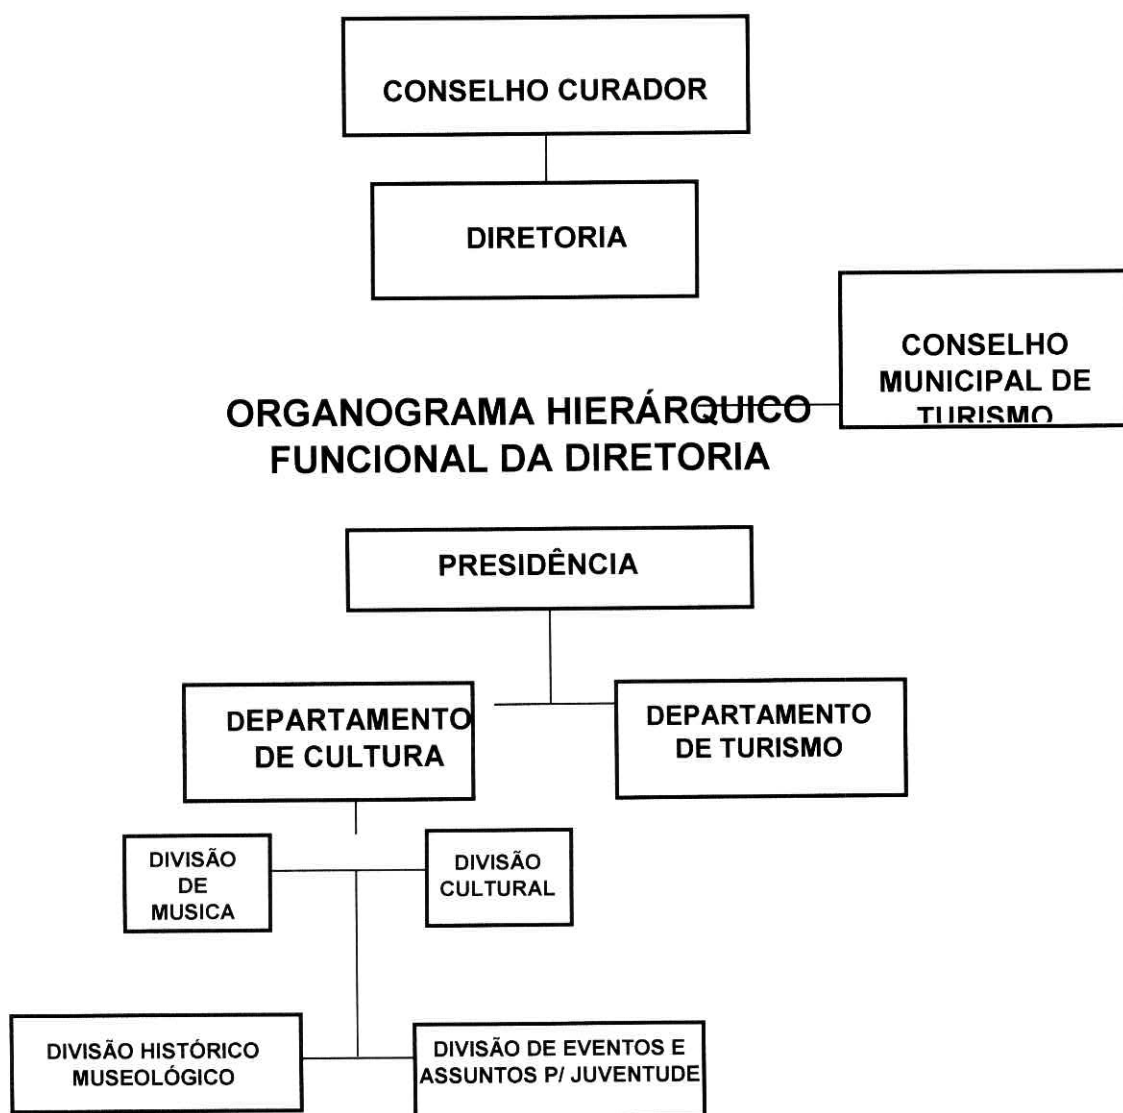 CONSELHO CURADOR
DIRETORIA
CONSELHO
MUNICIPAL DE
TURISMO
ORGANOGRAMA HIERÁRQUICO
FUNCIONAL DA DIRETORIA
PRESIDÊNCIA
DEPARTAMENTO
DE CULTURA
DEPARTAMENTO
DE TURISMO
DIVISÃO
DE
MUSICA
DIVISÃO
CULTURAL
DIVISÃO HISTÓRICO
MUSEOLÓGICO
DIVISÃO DE EVENTOS E
ASSUNTOS P/ JUVENTUDE